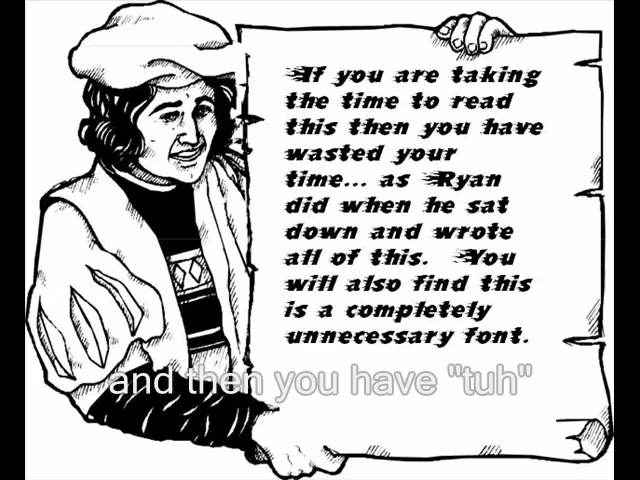 If you are taking
the time to read
this then you have
wasted your
time... as Ryan
did when he sat
down and wrote
all of this. You
will also find this
is a completely
unnecessary font.
and then you have "tuh"